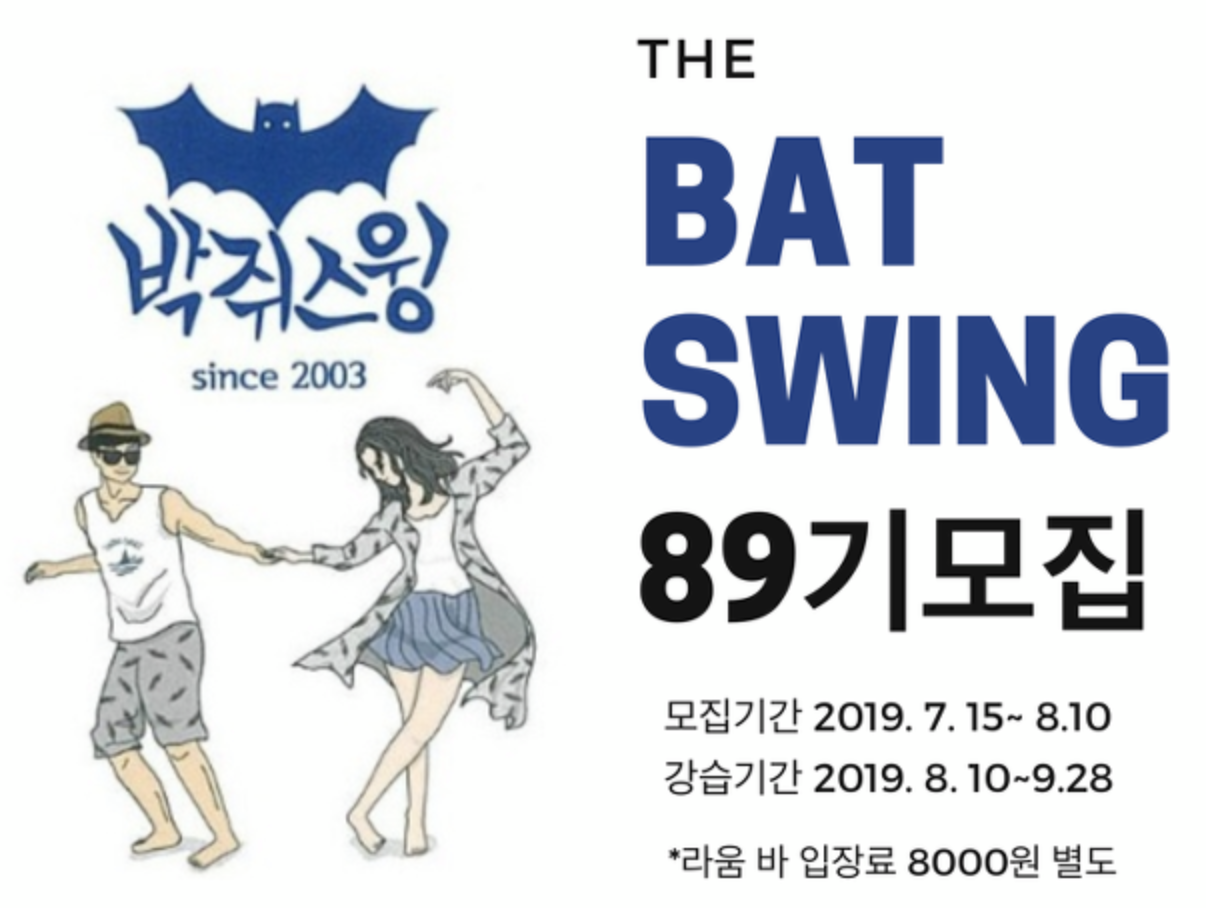 박쥐스윙
since 2003
THE
BAT
SWING
89기모집
모집기간 2019. 7. 15~ 8.10
강습기간 2019. 8. 10~9.28
*라움 바 입장료 8000원 별도